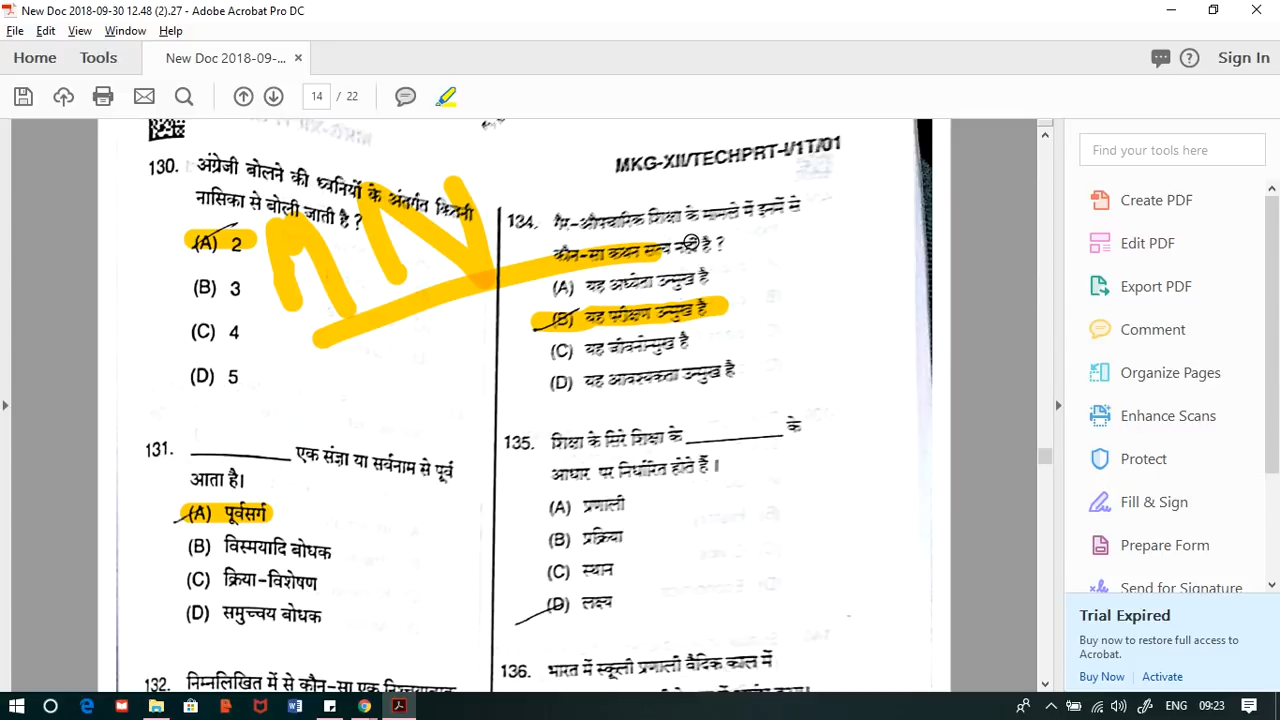 New Doc 2018-09-30 12.48 (2).27 - Adobe Acrobat Pro DC
File Edit View Window Help
Home Tools New Doc 2018-09-... × Sign In
14 / 22
MKG-XII/TECHPRT-I/1T/01
130. अंग्रेजी बोलने की ध्वनियों के अंतर्गत कितनी
नासिका से बोली जाती है ?
(A) 2
(B) 3
(C) 4
(D) 5
MN
131. __________ एक संज्ञा या सर्वनाम से पूर्व
आता है।
(A) पूर्वसर्ग
(B) विस्मयादि बोधक
(C) क्रिया-विशेषण
(D) समुच्चय बोधक
132. निम्नलिखित में से कौन-सा एक
134. गैर-औपचारिक शिक्षा के मामले में इनमें से
कौन-सा कथन सत्य नहीं है ?
(A) यह अध्येता उन्मुख है
(B) यह परीक्षण उन्मुख है
(C) यह जीवनोन्मुख है
(D) यह आवश्यकता उन्मुख है
135. शिक्षा के सिरे शिक्षा के __________ के
आधार पर निर्धारित होते हैं ।
(A) प्रणाली
(B) प्रक्रिया
(C) स्थान
(D) लक्ष्य
136. भारत में स्कूली प्रणाली वैदिक काल में
Find your tools here
Create PDF
Edit PDF
Export PDF
Comment
Organize Pages
Enhance Scans
Protect
Fill & Sign
Prepare Form
Send for Signature
Trial Expired
Buy now to restore full access to
Acrobat.
Buy Now Activate
ENG 09:23